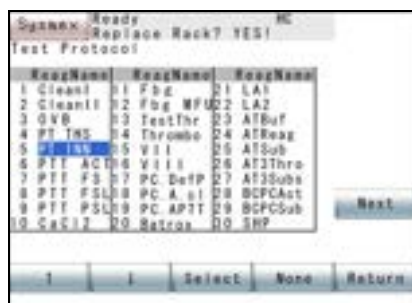 Sysmex Ready HC
Replace Rack? YES!
Test Protocol
ReagName ReagName ReagName
1 CleanI 11 Fbg 21 LA1
2 CleanII 12 Fbg MFU 22 LA2
3 OVB 13 TestThr 23 ATBuf
4 PT THS 14 Thrombo 24 ATReag
5 PT INN 15 VII 25 ATSub
6 PTT ACT 16 VIII 26 AT3Thro
7 PTT FS 17 PC.DefP 27 AT3Subs
8 PTT FSL 18 PC.A.sl 28 BCPCAct
9 PTT PSL 19 PC.APTT 29 BCPCSub
10 CaCl2 20 Batrox 30 SHP
Next
↑ ↓ Select None Return